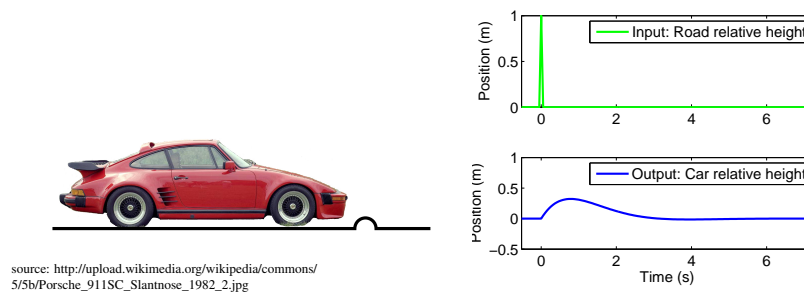 source: http://upload.wikimedia.org/wikipedia/commons/
5/5b/Porsche_911SC_Slantnose_1982_2.jpg
Position (m)
1
0.5
0
Input: Road relative height
0 2 4 6
Position (m)
1
0.5
0
−0.5
Output: Car relative height
0 2 4 6
Time (s)